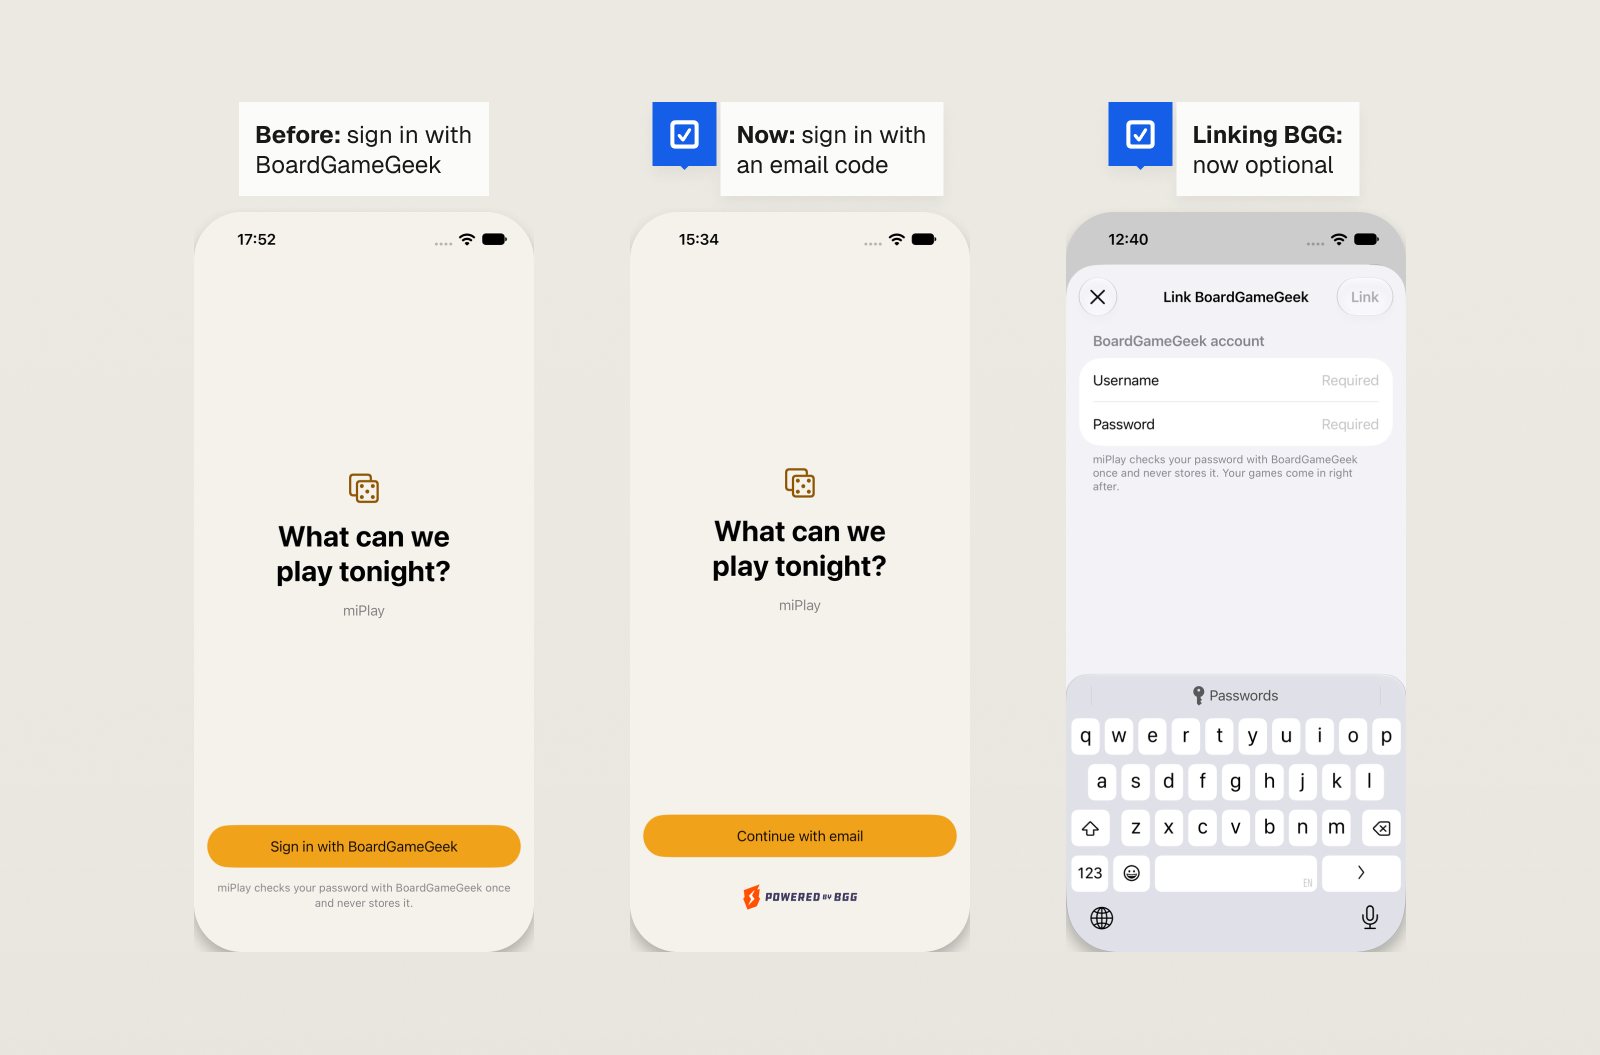 Before: sign in with
BoardGameGeek
17:52
What can we
play tonight?
miPlay
Sign in with BoardGameGeek
miPlay checks your password with BoardGameGeek once
and never stores it.
Now: sign in with
an email code
15:34
What can we
play tonight?
miPlay
Continue with email
POWERED BY BGG
Linking BGG:
now optional
12:40
Link BoardGameGeek
Link
BoardGameGeek account
Username Required
Password Required
miPlay checks your password with BoardGameGeek
once and never stores it. Your games come in right
after.
Passwords
q w e r t y u i o p
a s d f g h j k l
z x c v b n m
123
EN